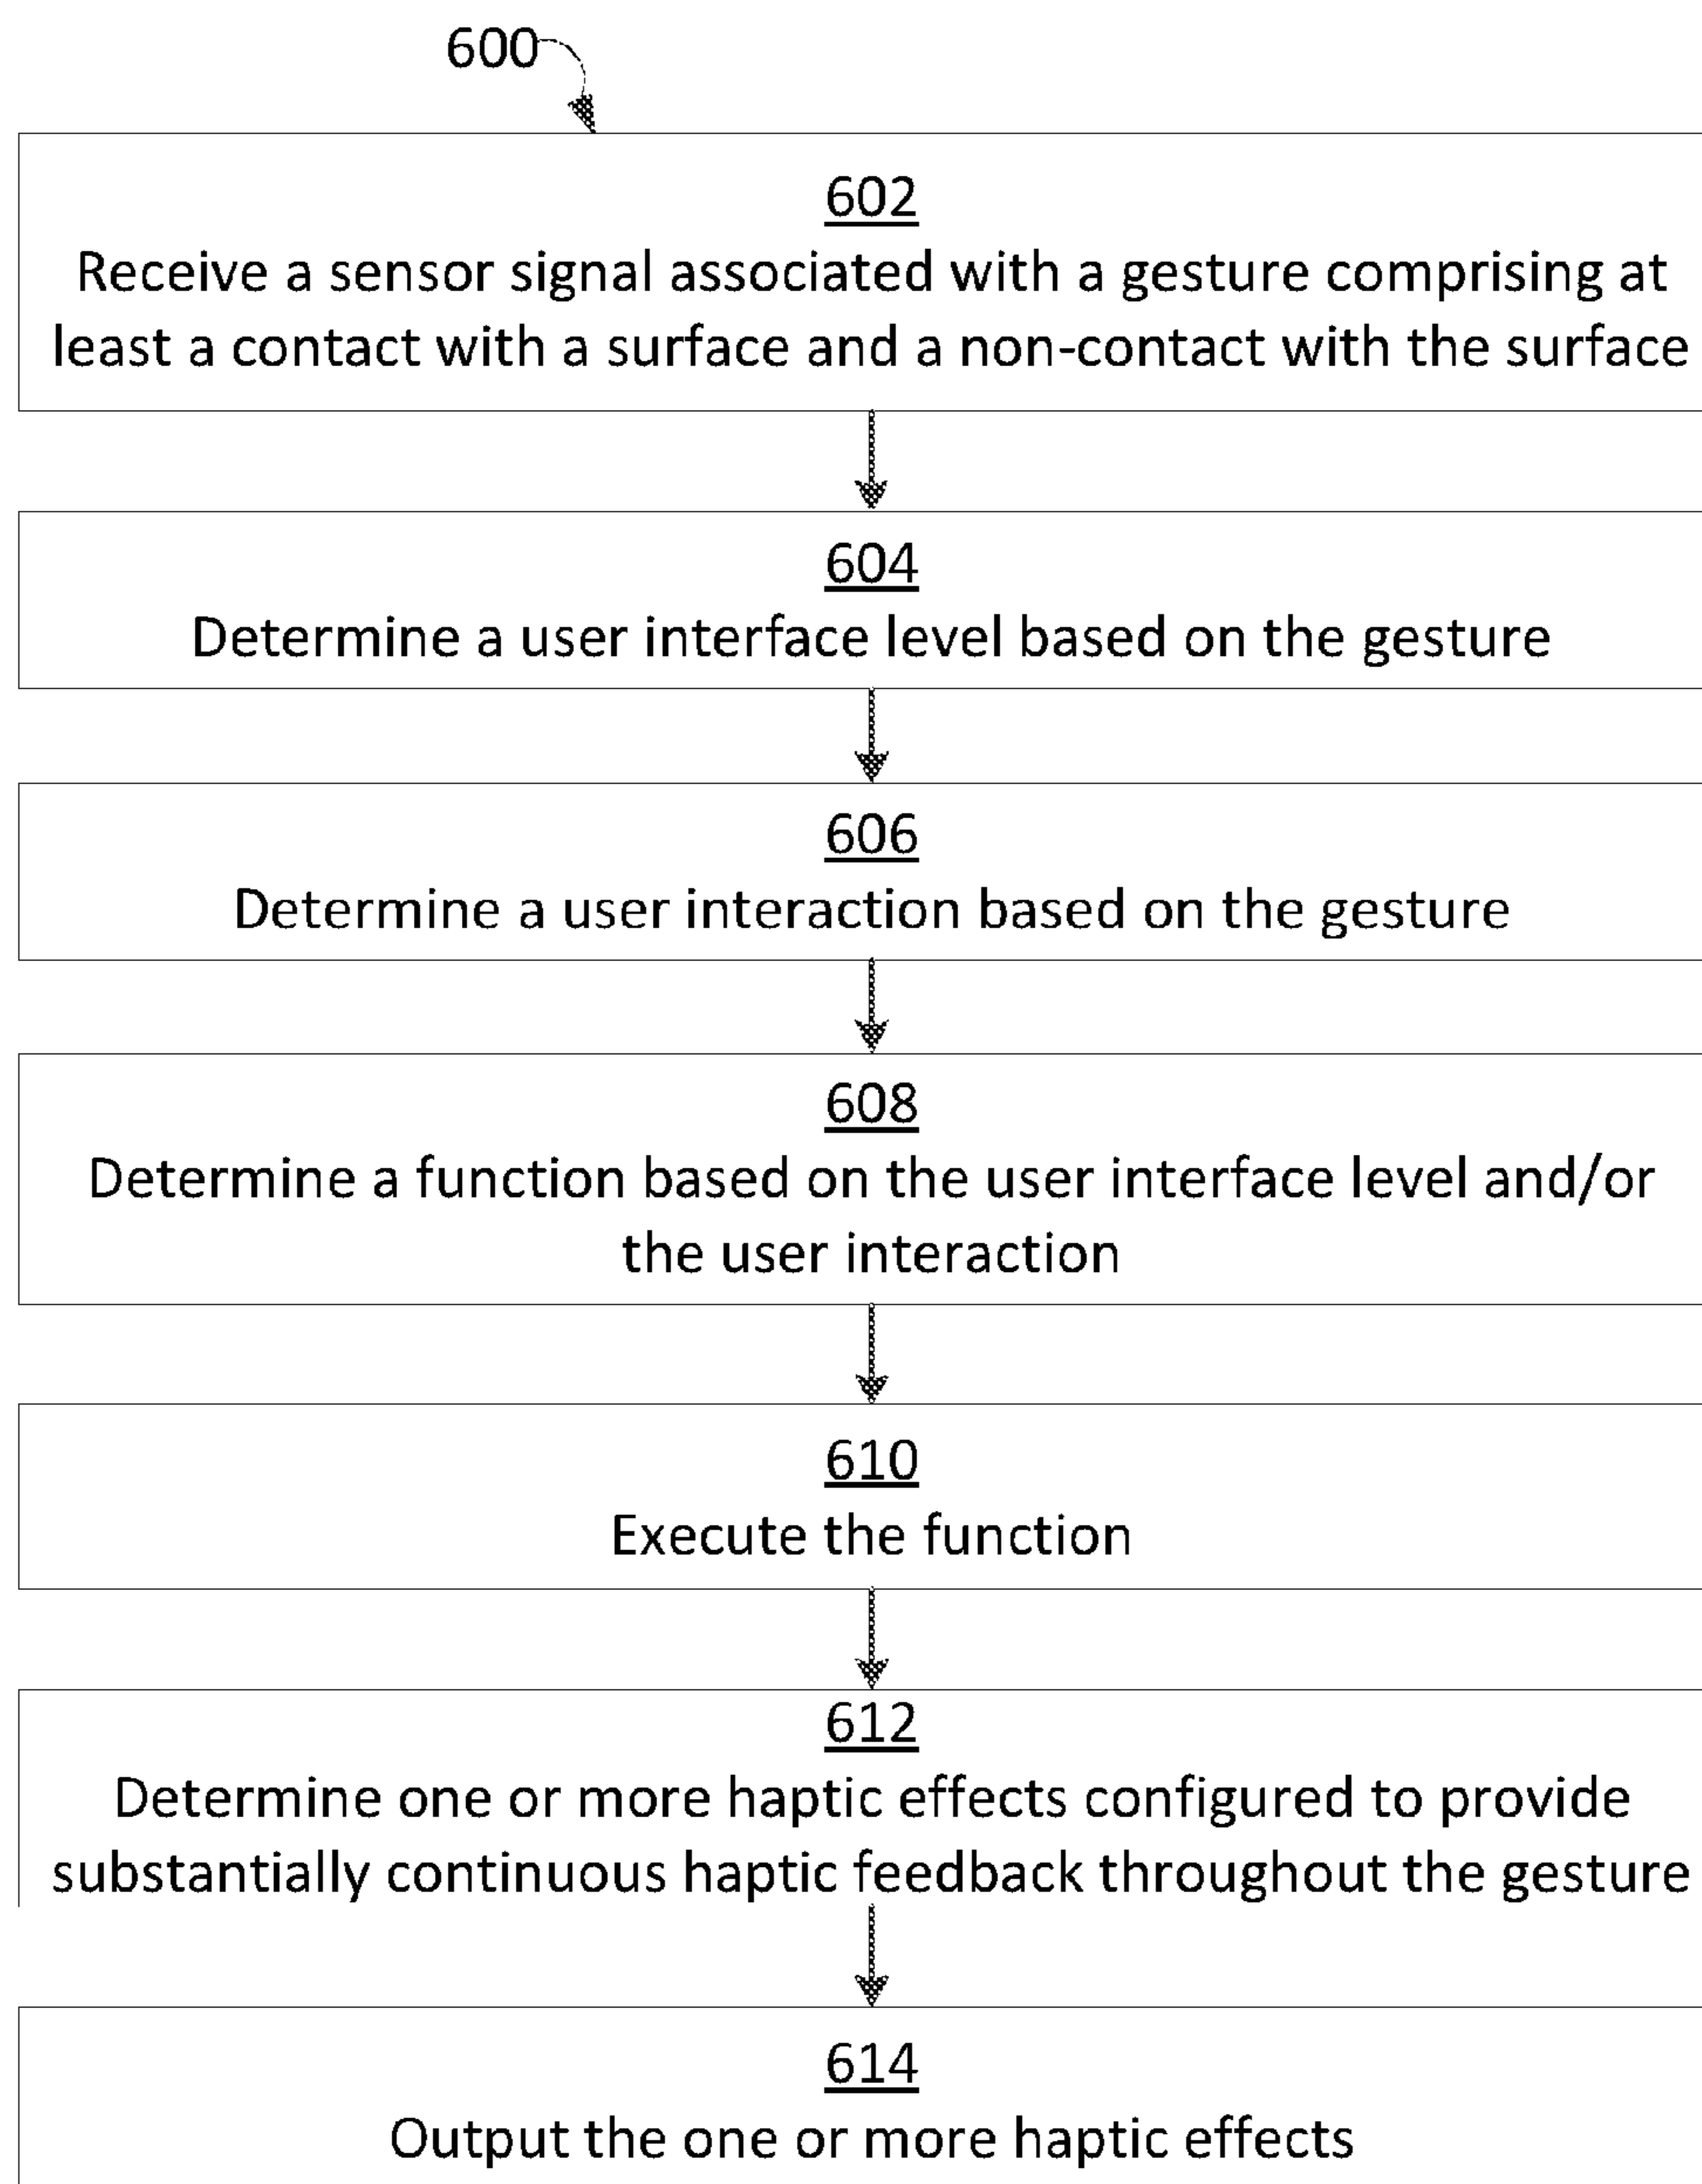 600
602
Receive a sensor signal associated with a gesture comprising at
least a contact with a surface and a non-contact with the surface
604
Determine a user interface level based on the gesture
606
Determine a user interaction based on the gesture
608
Determine a function based on the user interface level and/or
the user interaction
610
Execute the function
612
Determine one or more haptic effects configured to provide
substantially continuous haptic feedback throughout the gesture
614
Output the one or more haptic effects